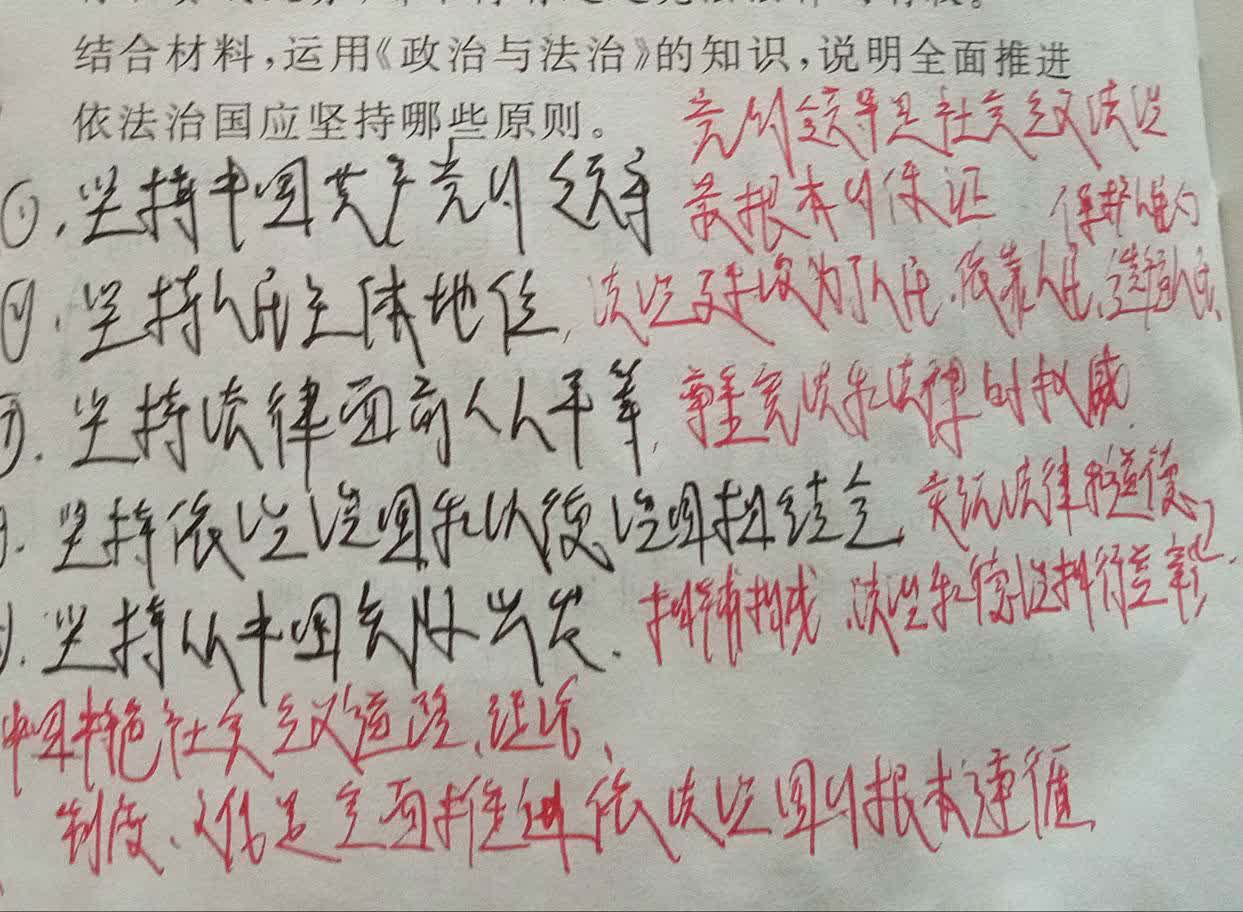 结合材料,运用《政治与法治》的知识,说明全面推进
依法治国应坚持哪些原则。
党的领导是社会主义法治
①.坚持中国共产党的领导 最根本的保证 保护人民
坚持人民主体地位,法治建设为了人民.依靠人民,造福人民、
坚持法律面前人人平等,尊重宪法和法律的权威.
坚持依法治国和以德治国相结合,实现法律和道德
坚持从中国实际出发. 相辅相成.法治和德治相得益彰.
中国特色社会主义道路、理论、
制度、是全面推进依法治国的根本遵循